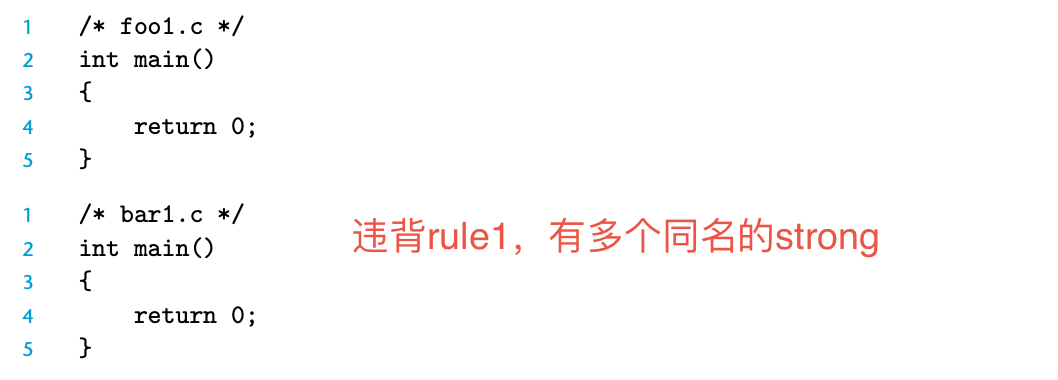 1 /* foo1.c */
2 int main()
3 {
4     return 0;
5 }
1 /* bar1.c */
2 int main()
3 {
4     return 0;
5 }
违背rule1，有多个同名的strong